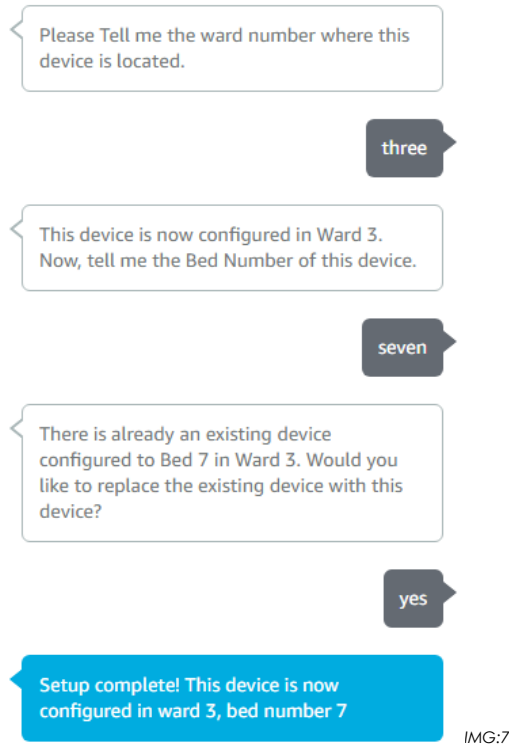 Please Tell me the ward number where this
device is located.
three
This device is now configured in Ward 3.
Now, tell me the Bed Number of this device.
seven
There is already an existing device
configured to Bed 7 in Ward 3. Would you
like to replace the existing device with this
device?
yes
Setup complete! This device is now
configured in ward 3, bed number 7
IMG:7